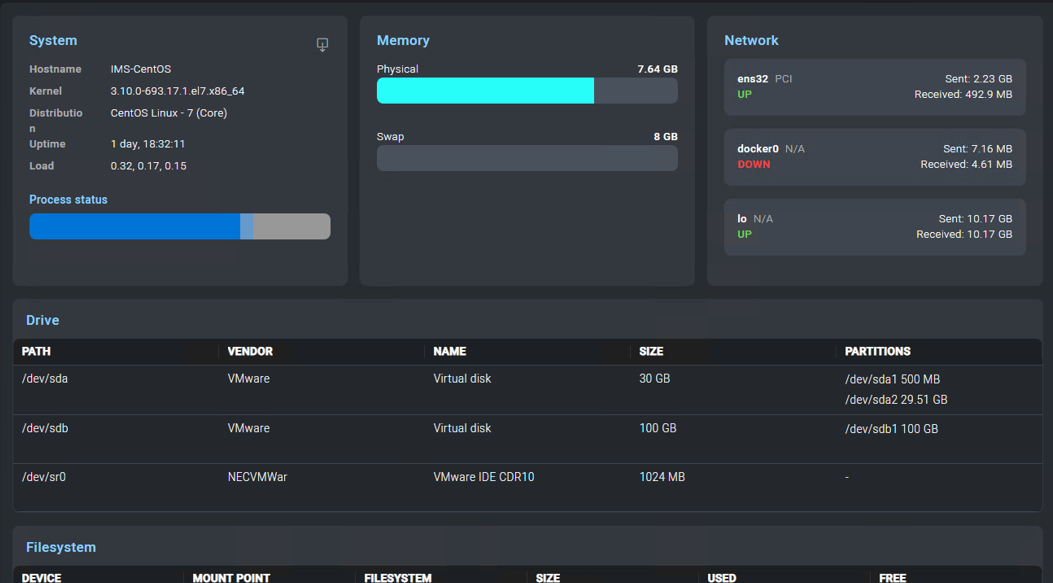 System
Hostname IMS-CentOS
Kernel 3.10.0-693.17.1.el7.x86_64
Distributio CentOS Linux - 7 (Core)
n
Uptime 1 day, 18:32:11
Load 0.32, 0.17, 0.15
Process status
Memory
Physical 7.64 GB
Swap 8 GB
Network
ens32 PCI Sent: 2.23 GB
UP Received: 492.9 MB
docker0 N/A Sent: 7.16 MB
DOWN Received: 4.61 MB
lo N/A Sent: 10.17 GB
UP Received: 10.17 GB
Drive
PATH VENDOR NAME SIZE PARTITIONS
/dev/sda VMware Virtual disk 30 GB /dev/sda1 500 MB
/dev/sda2 29.51 GB
/dev/sdb VMware Virtual disk 100 GB /dev/sdb1 100 GB
/dev/sr0 NECVMWar VMware IDE CDR10 1024 MB -
Filesystem
DEVICE MOUNT POINT FILESYSTEM SIZE USED FREE